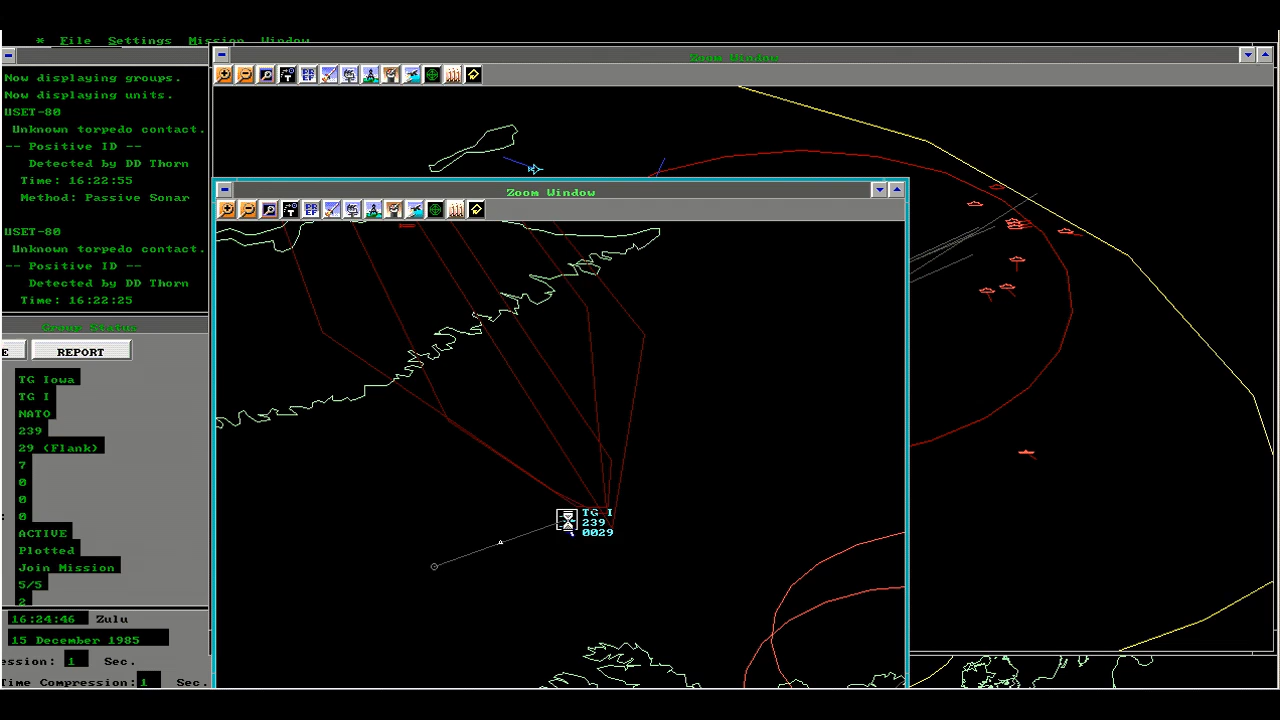 * File Settings Mission Window
Zoom Window
Now displaying groups.
Now displaying units.
USET-80
Unknown torpedo contact.
-- Positive ID --
Detected by DD Thorn
Time: 16:22:55
Method: Passive Sonar
USET-80
Unknown torpedo contact.
-- Positive ID --
Detected by DD Thorn
Time: 16:22:25
Zoom Window
Group Status
E REPORT
TG Iowa
TG I
NATO
239
29 (Flank)
7
0
0
: 0
ACTIVE
Plotted
Join Mission
5/5
2
TG I
239
0029
16:24:46 Zulu
15 December 1985
ession: 1 Sec.
Time Compression: 1 Sec.